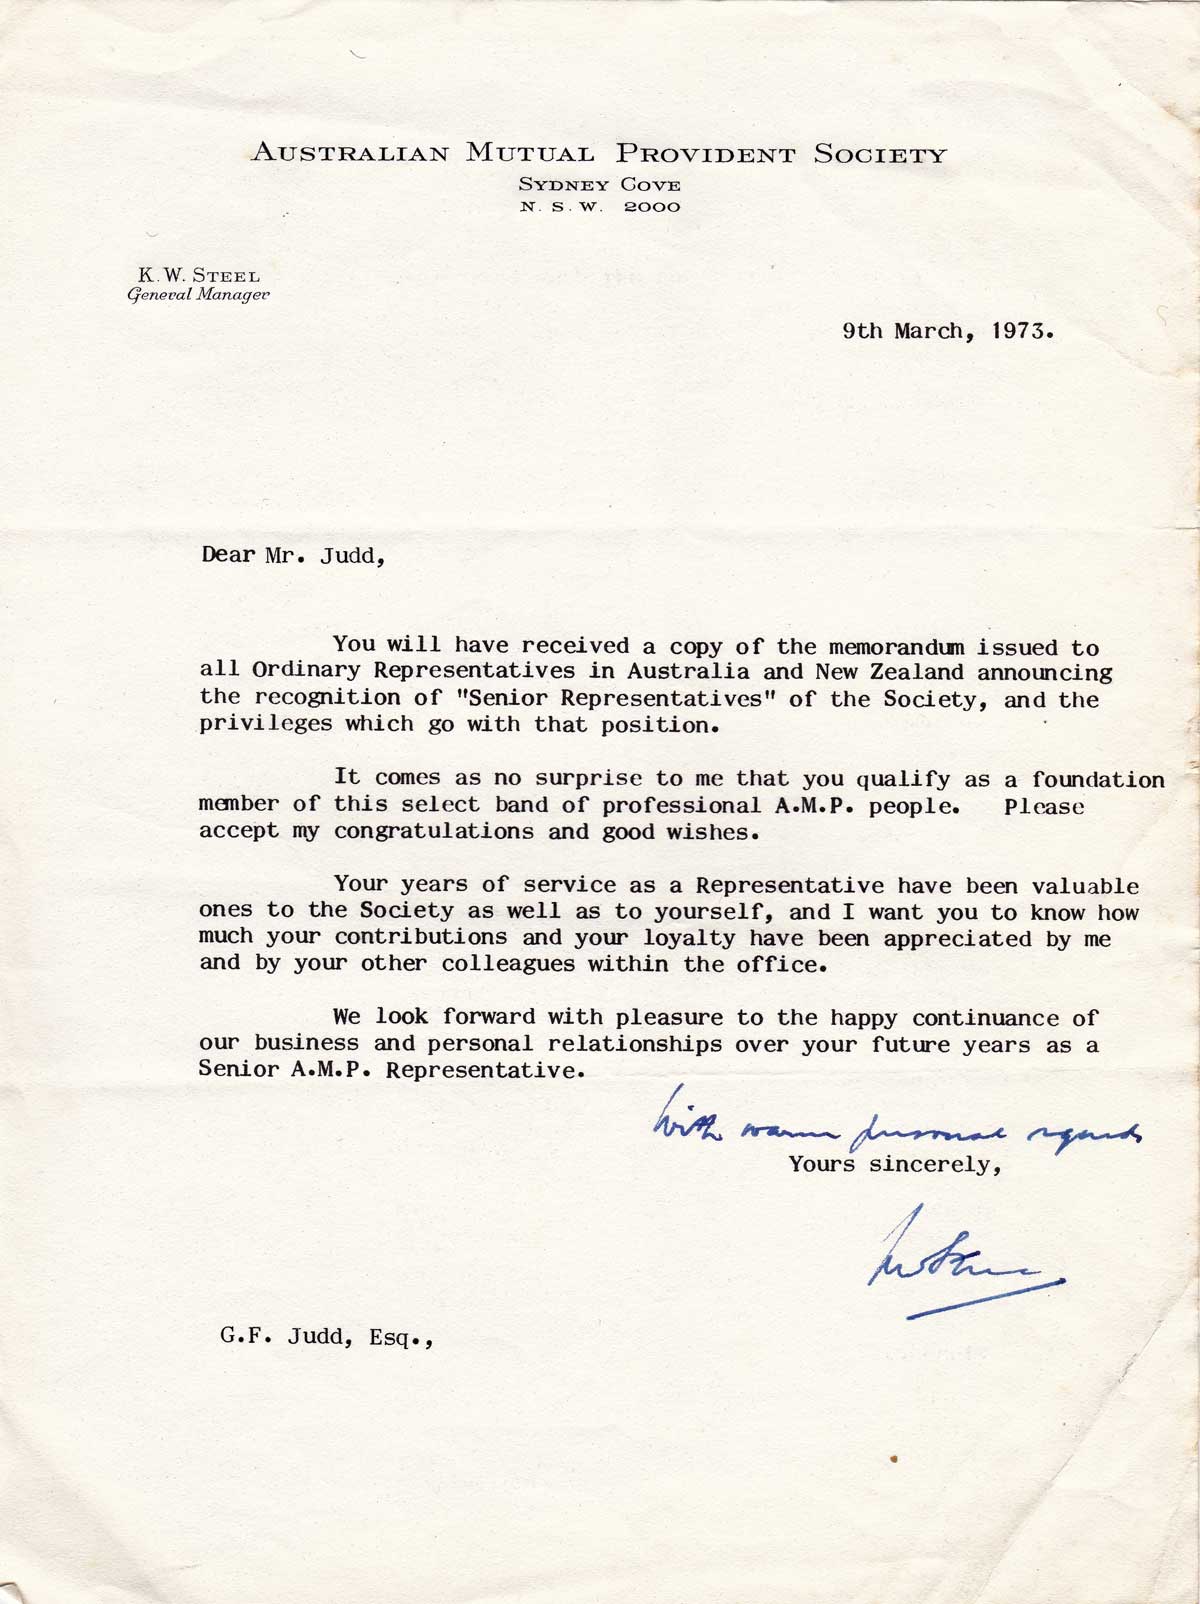 AUSTRALIAN MUTUAL PROVIDENT SOCIETY
SYDNEY COVE
N. S. W. 2000
K. W. STEEL
General Manager
9th March, 1973.
Dear Mr. Judd,
You will have received a copy of the memorandum issued to
all Ordinary Representatives in Australia and New Zealand announcing
the recognition of "Senior Representatives" of the Society, and the
privileges which go with that position.
It comes as no surprise to me that you qualify as a foundation
member of this select band of professional A.M.P. people. Please
accept my congratulations and good wishes.
Your years of service as a Representative have been valuable
ones to the Society as well as to yourself, and I want you to know how
much your contributions and your loyalty have been appreciated by me
and by your other colleagues within the office.
We look forward with pleasure to the happy continuance of
our business and personal relationships over your future years as a
Senior A.M.P. Representative.
With warm personal regards
Yours sincerely,
G.F. Judd, Esq.,